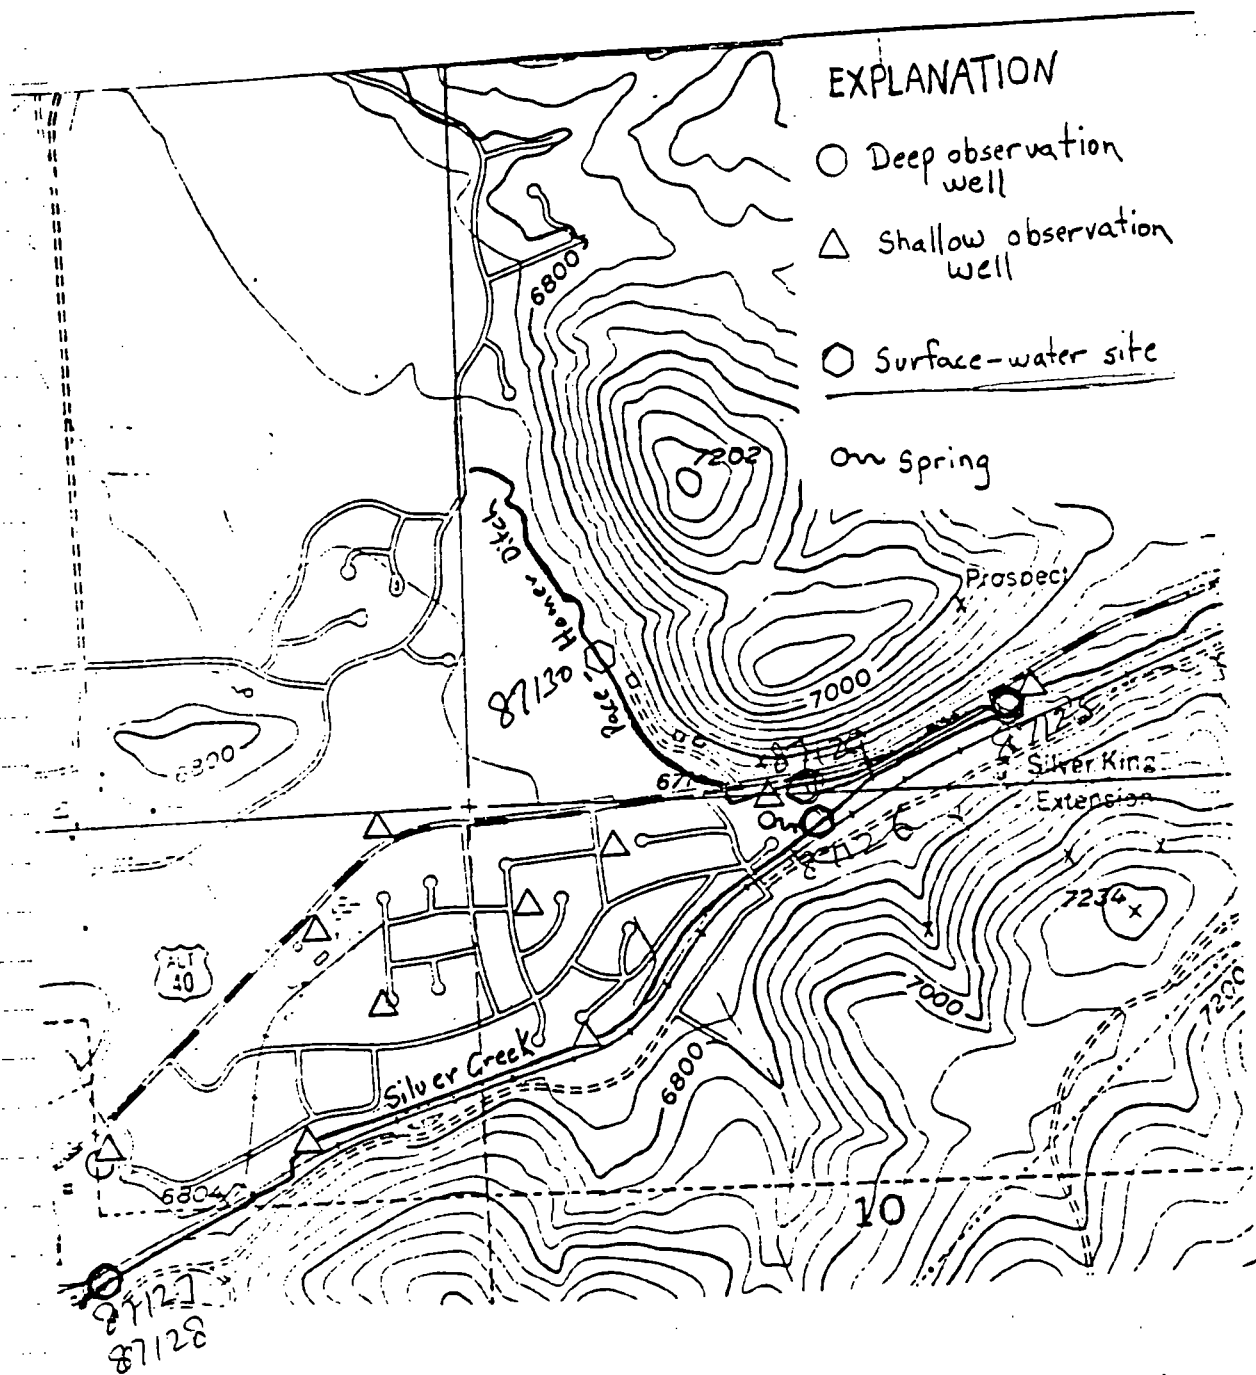 EXPLANATION
Deep observation
well
Shallow observation
well
Surface-water site
Spring
6800
7202
Pace-Homer Ditch
87130
Prospect
7000
87129
87125
677
Silver King
Extension
87126
7234
ALT
40
7000
7200
6800
Silver Creek
6804
10
87127
87128
6800